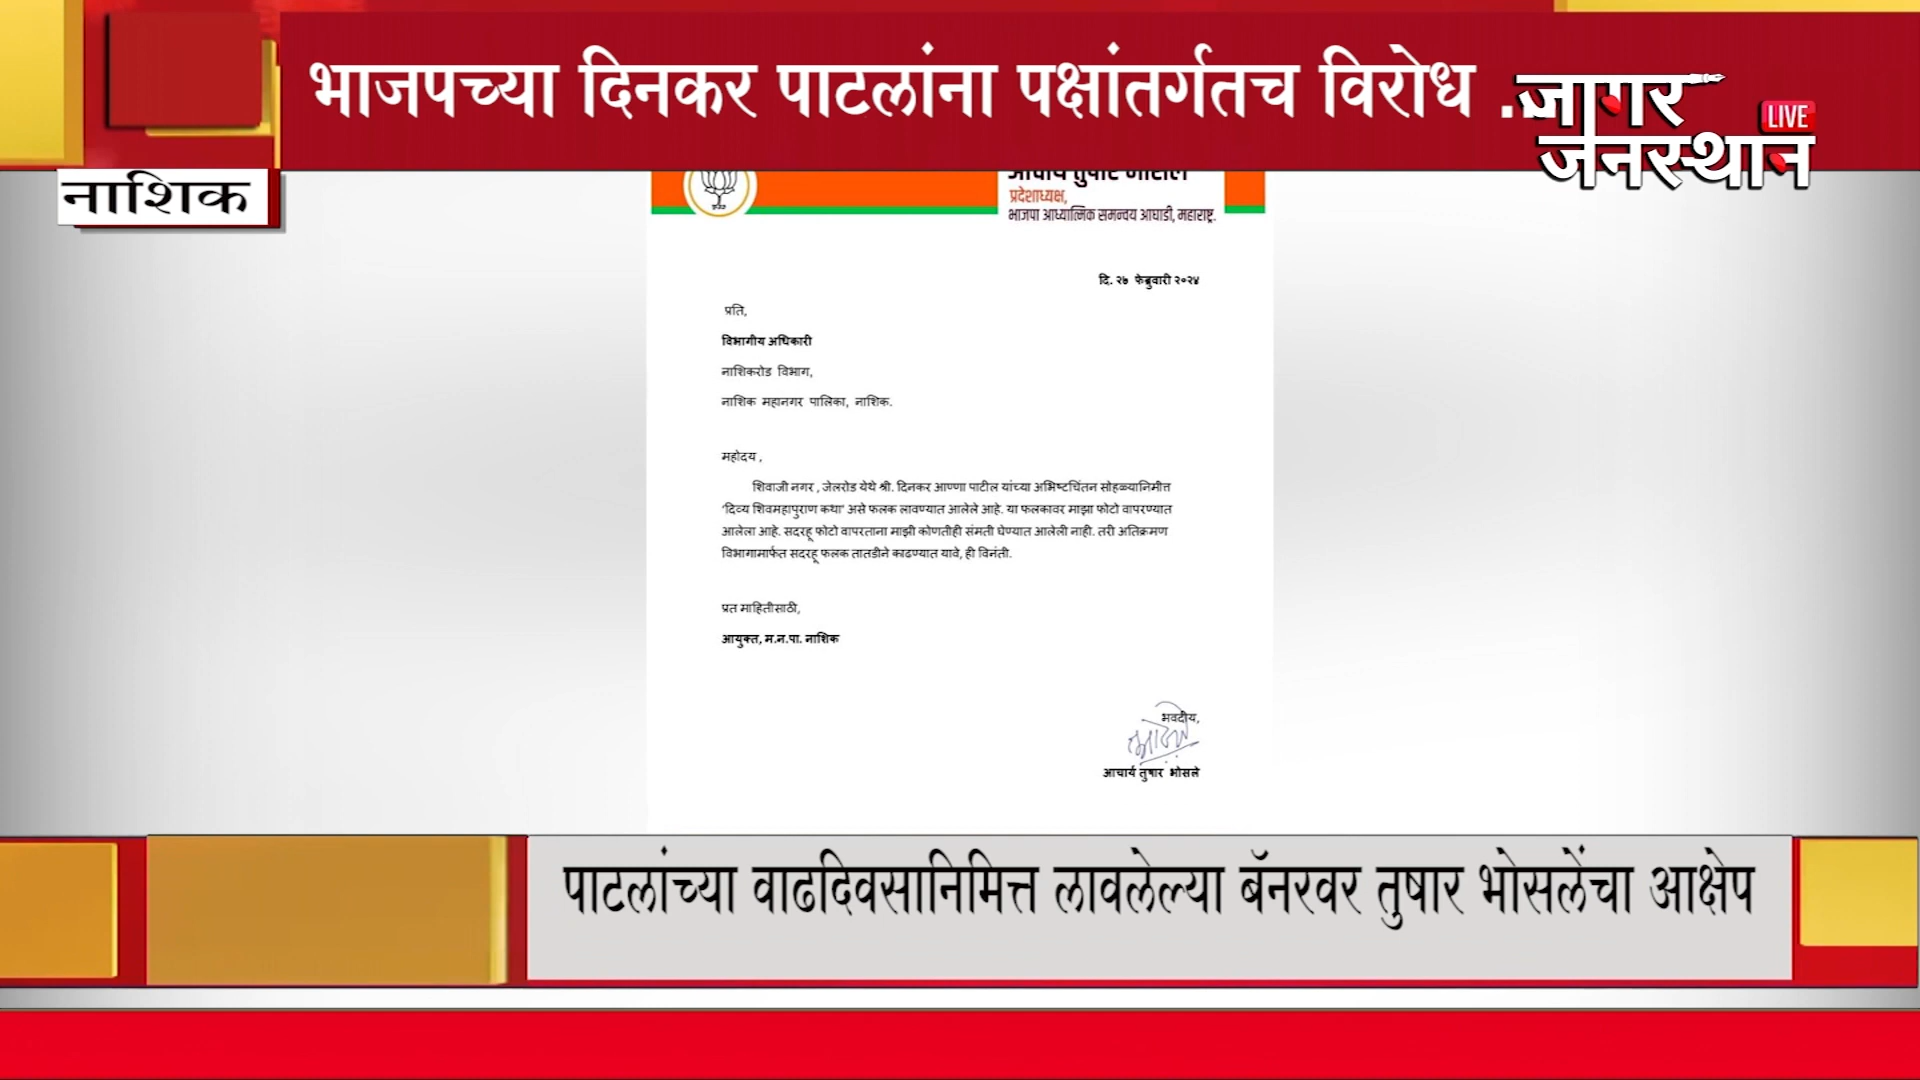 भाजपच्या दिनकर पाटलांना पक्षांतर्गतच विरोध ..
जागर
जनस्थान
LIVE
नाशिक
आचार्य तुषार भोसले
प्रदेशाध्यक्ष,
भाजपा आध्यात्मिक समन्वय आघाडी, महाराष्ट्र.
दि. २७ फेब्रुवारी २०२४
प्रति,
विभागीय अधिकारी
नाशिकरोड विभाग,
नाशिक महानगर पालिका, नाशिक.
महोदय ,
शिवाजी नगर , जेलरोड येथे श्री. दिनकर आण्णा पाटील यांच्या अभिष्टचिंतन सोहळ्यानिमीत्त
'दिव्य शिवमहापुराण कथा' असे फलक लावण्यात आलेले आहे. या फलकावर माझा फोटो वापरण्यात
आलेला आहे. सदरहू फोटो वापरताना माझी कोणतीही संमती घेण्यात आलेली नाही. तरी अतिक्रमण
विभागामार्फत सदरहू फलक तातडीने काढण्यात यावे, ही विनंती.
प्रत माहितीसाठी,
आयुक्त, म.न.पा. नाशिक
भवदीय,
आचार्य तुषार भोसले
पाटलांच्या वाढदिवसानिमित्त लावलेल्या बॅनरवर तुषार भोसलेंचा आक्षेप